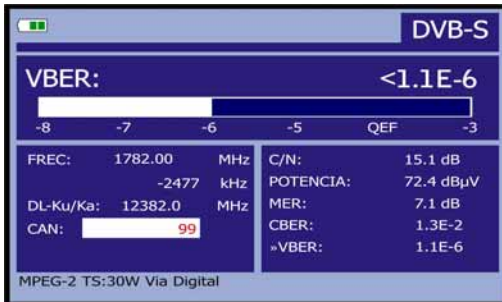 DVB-S
VBER: <1.1E-6
-8 -7 -6 -5 QEF -3
FREC: 1782.00 MHz
-2477 kHz
DL-Ku/Ka: 12382.0 MHz
CAN: 99
C/N: 15.1 dB
POTENCIA: 72.4 dBµV
MER: 7.1 dB
CBER: 1.3E-2
»VBER: 1.1E-6
MPEG-2 TS:30W Via Digital